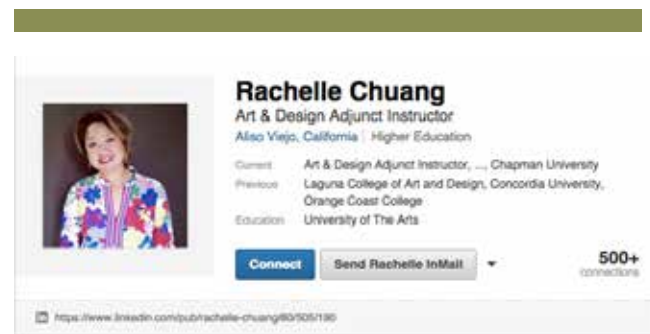 Rachelle Chuang
Art & Design Adjunct Instructor
Aliso Viejo, California | Higher Education
Current Art & Design Adjunct Instructor, ..., Chapman University
Previous Laguna College of Art and Design, Concordia University,
Orange Coast College
Education University of The Arts
Connect Send Rachelle InMail 500+
connections
https://www.linkedin.com/pub/rachelle-chuang/80/505/190